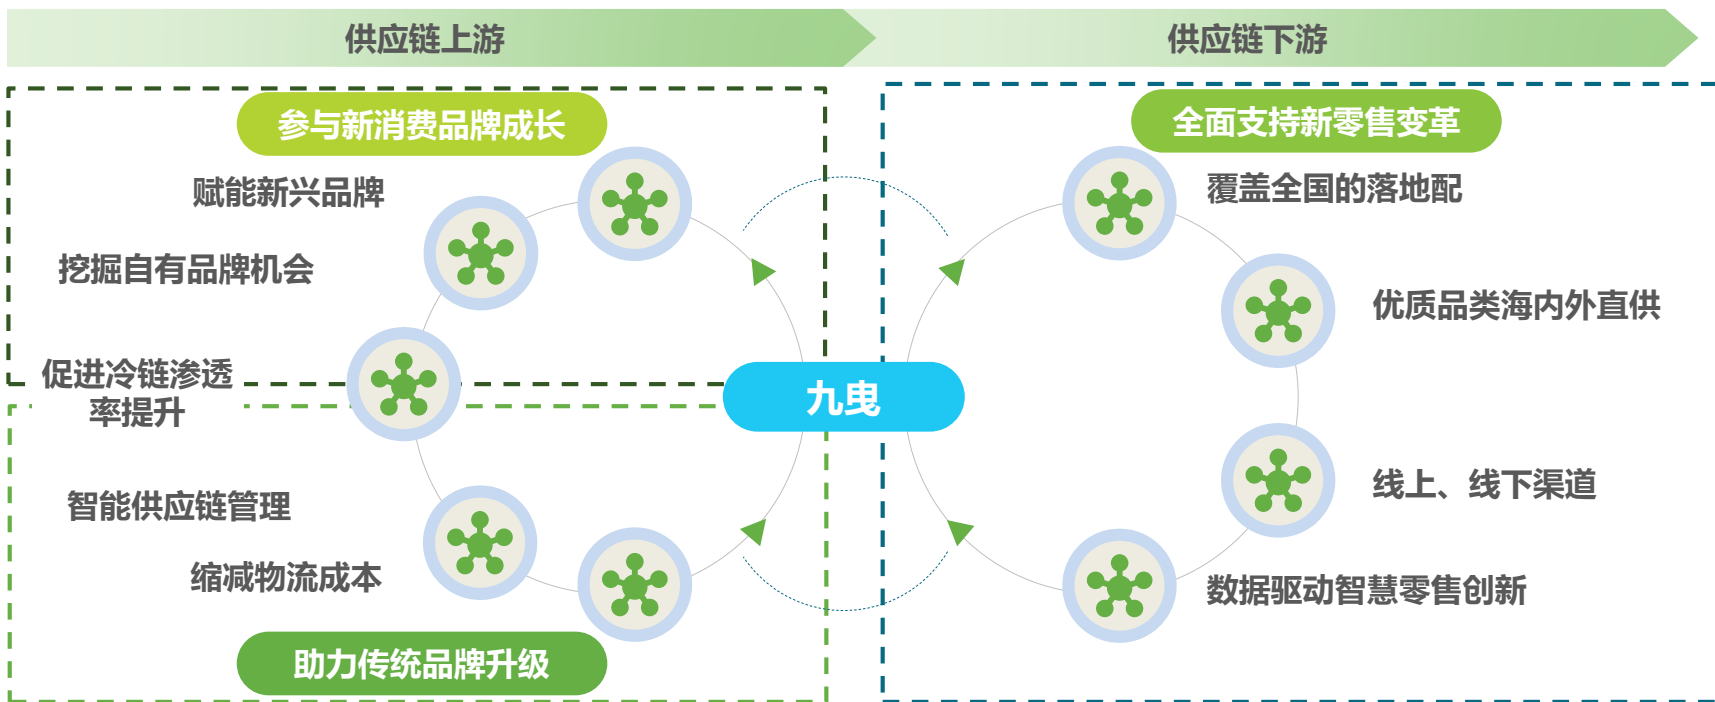 供应链上游
供应链下游
参与新消费品牌成长
赋能新兴品牌
挖掘自有品牌机会
促进冷链渗透
率提升
智能供应链管理
缩减物流成本
助力传统品牌升级
九曳
全面支持新零售变革
覆盖全国的落地配
优质品类海内外直供
线上、线下渠道
数据驱动智慧零售创新